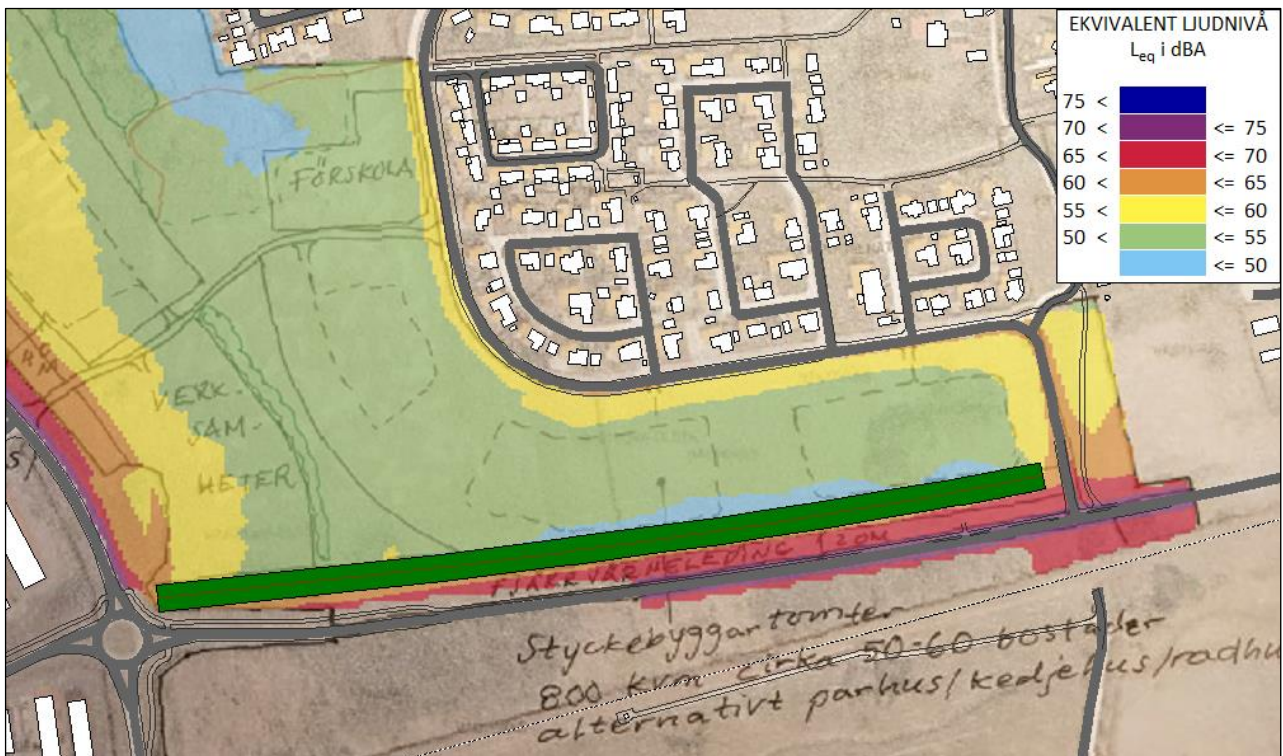 EKVIVALENT LJUDNIVÅ
Leq i dBA
75 <
70 < <= 75
65 < <= 70
60 < <= 65
55 < <= 60
50 < <= 55
<= 50
FÖRSKOLA
VERK-
SAM-
HETER
FJÄRRVÄRMELEDNING 120M
Styckebyggartomter
800 kvm cirka 50-60 bostäder
alternativt parhus/kedjehus/radhu